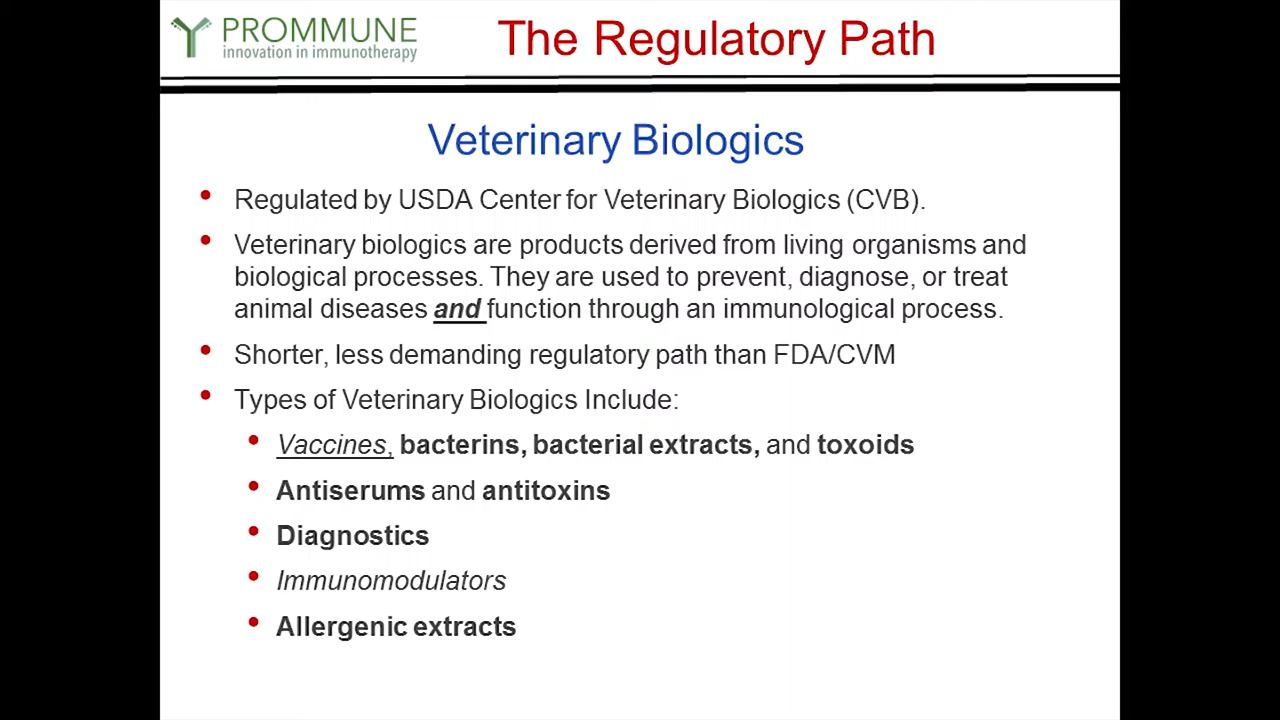 PROMMUNE
innovation in immunotherapy
The Regulatory Path
Veterinary Biologics
• Regulated by USDA Center for Veterinary Biologics (CVB).
• Veterinary biologics are products derived from living organisms and
biological processes. They are used to prevent, diagnose, or treat
animal diseases and function through an immunological process.
• Shorter, less demanding regulatory path than FDA/CVM
• Types of Veterinary Biologics Include:
• Vaccines, bacterins, bacterial extracts, and toxoids
• Antiserums and antitoxins
• Diagnostics
• Immunomodulators
• Allergenic extracts